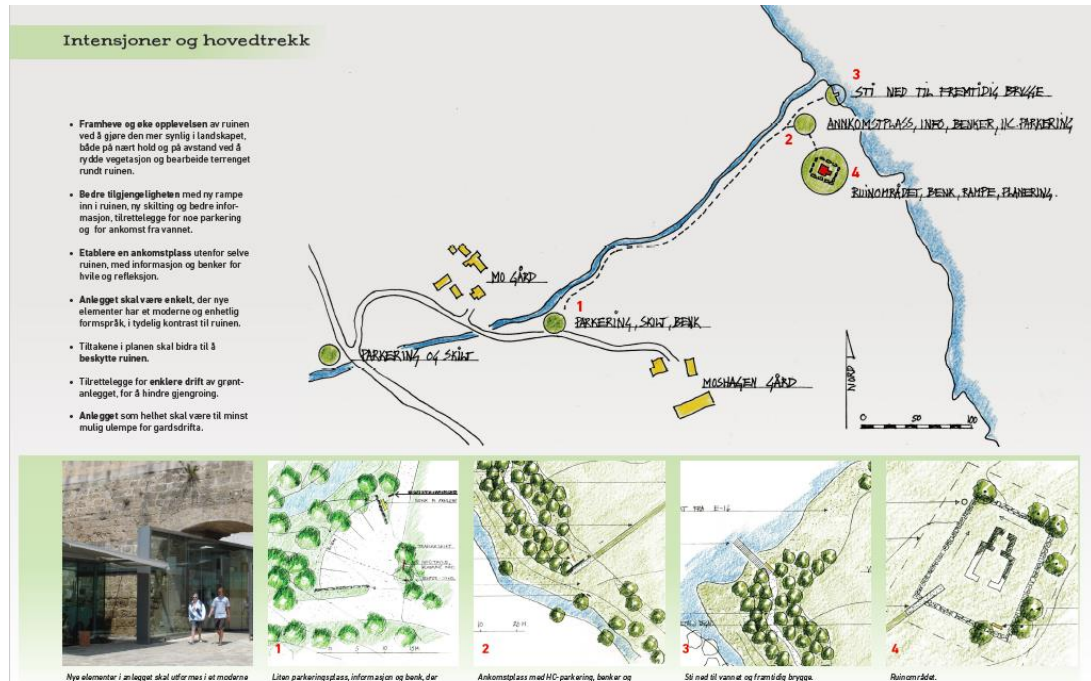 Intensjoner og hovedtrekk
• Framheve og øke opplevelsen av ruinen
ved å gjøre den mer synlig i landskapet,
både på nært hold og på avstand ved å
rydde vegetasjon og bearbeide terrenget
rundt ruinen.
• Bedre tilgjengeligheten med ny rampe
inn i ruinen, ny skilting og bedre infor-
masjon, tilrettelegge for noe parkering
og for ankomst fra vannet.
• Etablere en ankomstplass utenfor selve
ruinen, med informasjon og benker for
hvile og refleksjon.
• Anlegget skal være enkelt, der nye
elementer har et moderne og enhetlig
formspråk, i tydelig kontrast til ruinen.
• Tiltakene i planen skal bidra til å
beskytte ruinen.
• Tilrettelegge for enklere drift av grønt-
anlegget, for å hindre gjengroing.
• Anlegget som helhet skal være til minst
mulig ulempe for gardsdrifta.
3
STI NED TIL FREMTIDIG BRYGGE
ANNKOMSTPLASS, INFO, BENKER, HC. PARKERING
2
4
RUINOMRÅDET, BENK, RAMPE, PLANERING.
MO GÅRD
1
PARKERING, SKILT, BENK
PARKERING OG SKILT
MOSHAGEN GÅRD
NORD
0 50 100
1
0 5 10 15M
2
10 20 M
3
FRA E-16
4
Nye elementer i anlegget skal utformes i et moderne
Liten parkeringsplass, informasjon og benk, der
Ankomstplass med HC-parkering, benker og
Sti ned til vannet og framtidig brygge.
Ruinområdet.